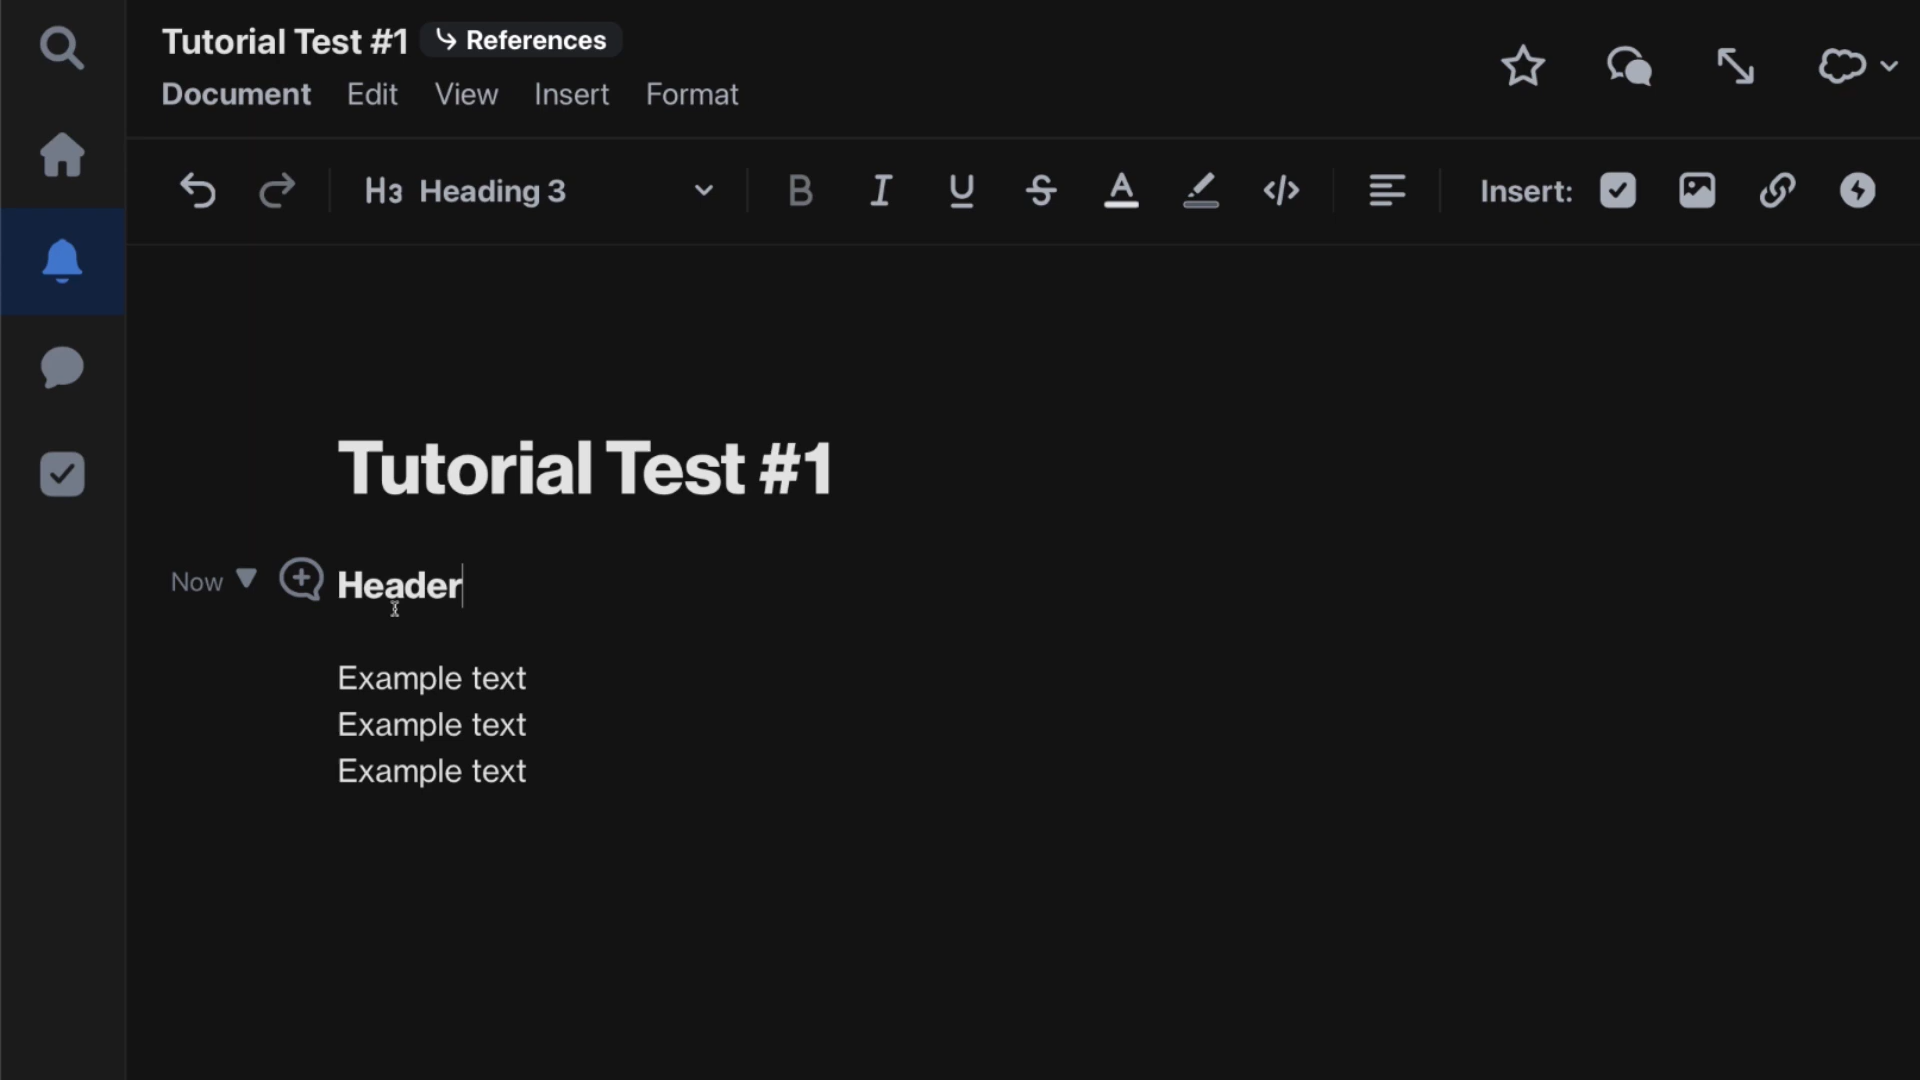 Tutorial Test #1 References
Document Edit View Insert Format
H3 Heading 3 B I U S A </> Insert:
Tutorial Test #1
Now Header
Example text
Example text
Example text